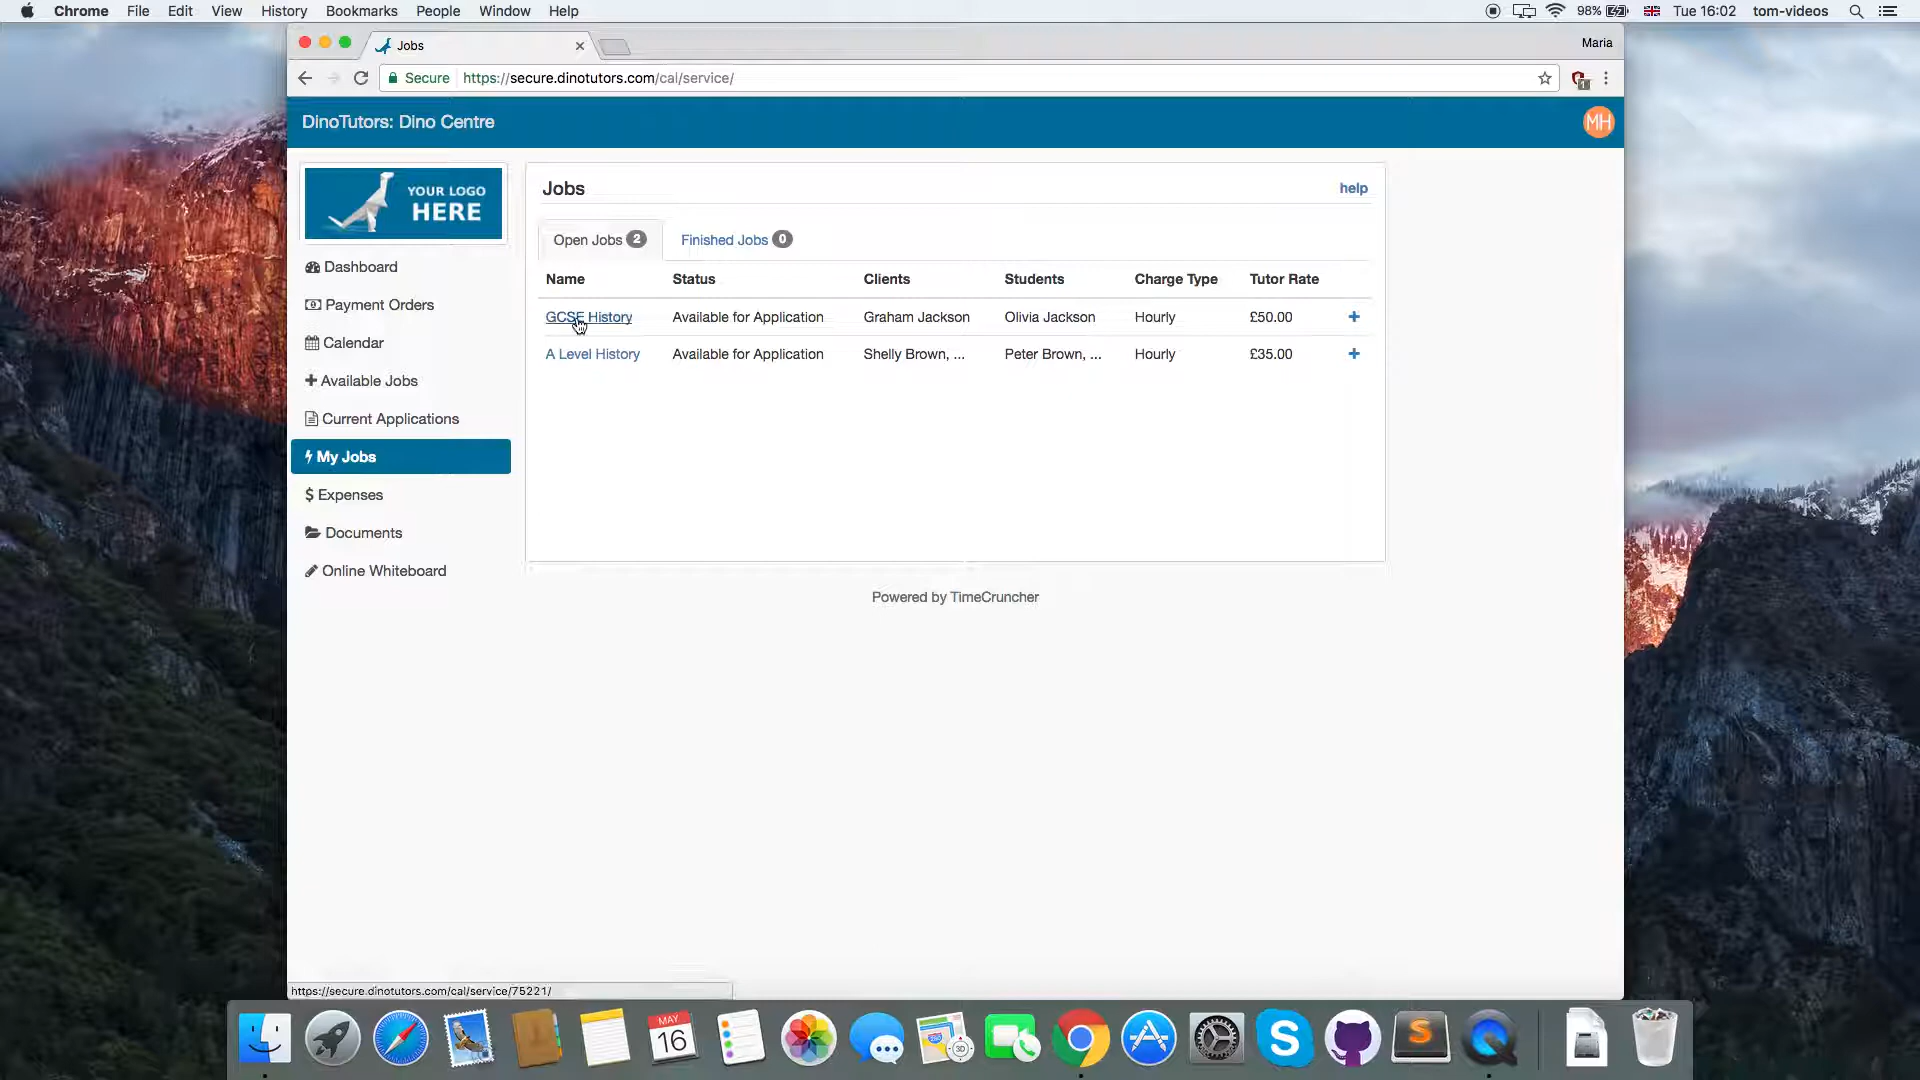 Chrome File Edit View History Bookmarks People Window Help 98% Tue 16:02 tom-videos
Jobs Maria
Secure https://secure.dinotutors.com/cal/service/
DinoTutors: Dino Centre MH
YOUR LOGO
HERE
Dashboard
Payment Orders
Calendar
Available Jobs
Current Applications
My Jobs
Expenses
Documents
Online Whiteboard
Jobs help
Open Jobs 2 Finished Jobs 0
Name Status Clients Students Charge Type Tutor Rate
GCSE History Available for Application Graham Jackson Olivia Jackson Hourly £50.00 +
A Level History Available for Application Shelly Brown, ... Peter Brown, ... Hourly £35.00 +
Powered by TimeCruncher
https://secure.dinotutors.com/cal/service/75221/
MAY
16
3D
S
S